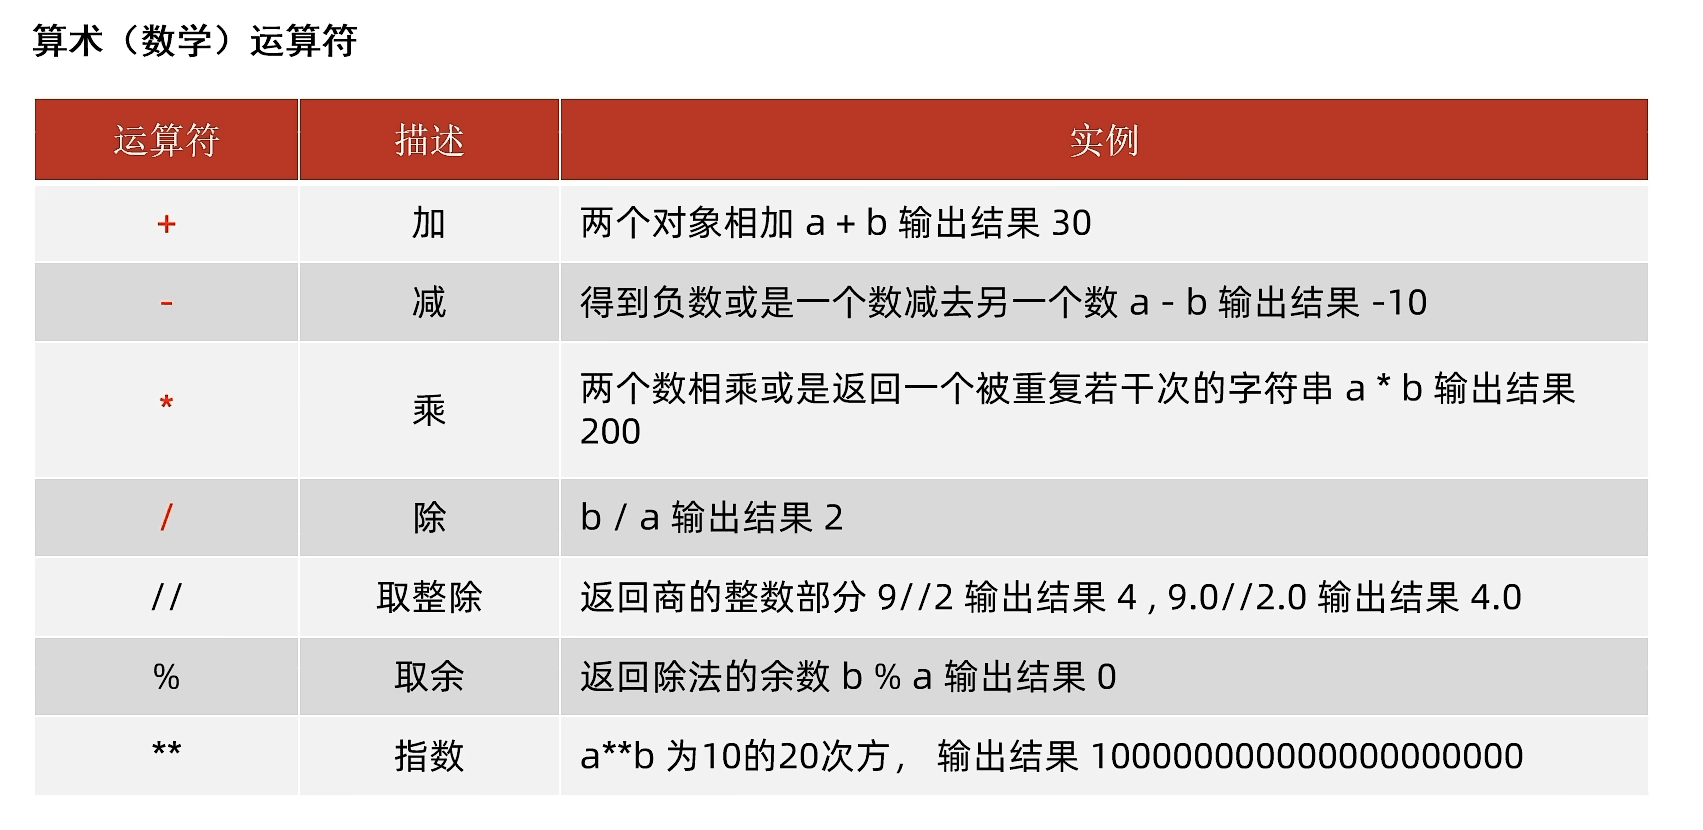 算术（数学）运算符
运算符 描述 实例
+ 加 两个对象相加 a + b 输出结果 30
- 减 得到负数或是一个数减去另一个数 a - b 输出结果 -10
* 乘 两个数相乘或是返回一个被重复若干次的字符串 a * b 输出结果
200
/ 除 b / a 输出结果 2
// 取整除 返回商的整数部分 9//2 输出结果 4 , 9.0//2.0 输出结果 4.0
% 取余 返回除法的余数 b % a 输出结果 0
** 指数 a**b 为10的20次方， 输出结果 100000000000000000000